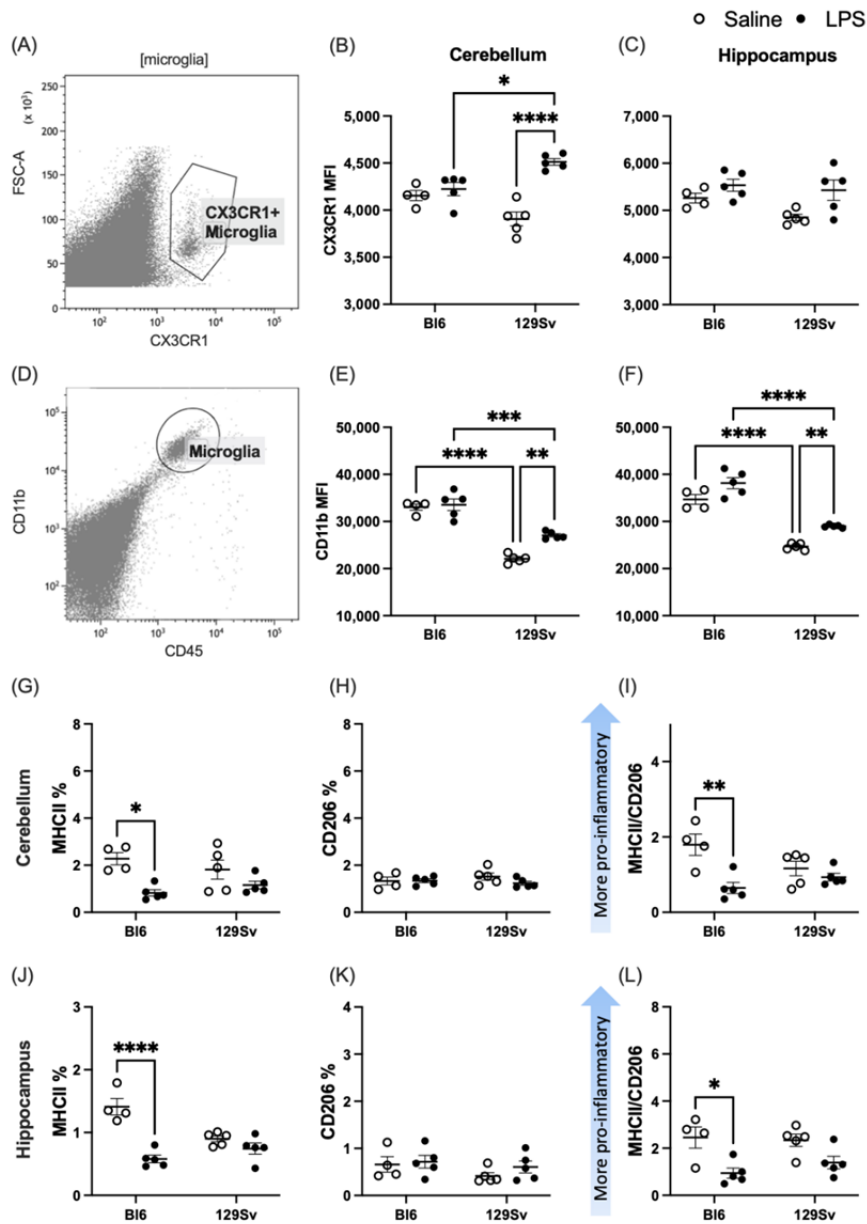 ○ Saline ● LPS
(A)
[microglia]
(x 10³)
FSC-A
250
200
150
100
50
0
CX3CR1+
Microglia
10² 10³ 10⁴ 10⁵
CX3CR1
(B)
Cerebellum
CX3CR1 MFI
5,000
4,500
4,000
3,500
3,000
*
****
Bl6 129Sv
(C)
Hippocampus
7,000
6,000
5,000
4,000
3,000
Bl6 129Sv
(D)
CD11b
10⁵
10⁴
10³
10²
Microglia
10² 10³ 10⁴ 10⁵
CD45
(E)
CD11b MFI
50,000
40,000
30,000
20,000
10,000
***
**** **
Bl6 129Sv
(F)
50,000
40,000
30,000
20,000
10,000
****
**** **
Bl6 129Sv
Cerebellum
(G)
MHCII %
8
6
4
2
0
*
Bl6 129Sv
(H)
CD206 %
8
6
4
2
0
Bl6 129Sv
More pro-inflammatory
(I)
MHCII/CD206
4
2
0
**
Bl6 129Sv
Hippocampus
(J)
MHCII %
3
2
1
0
****
Bl6 129Sv
(K)
CD206 %
4
3
2
1
0
Bl6 129Sv
More pro-inflammatory
(L)
MHCII/CD206
8
6
4
2
0
*
Bl6 129Sv